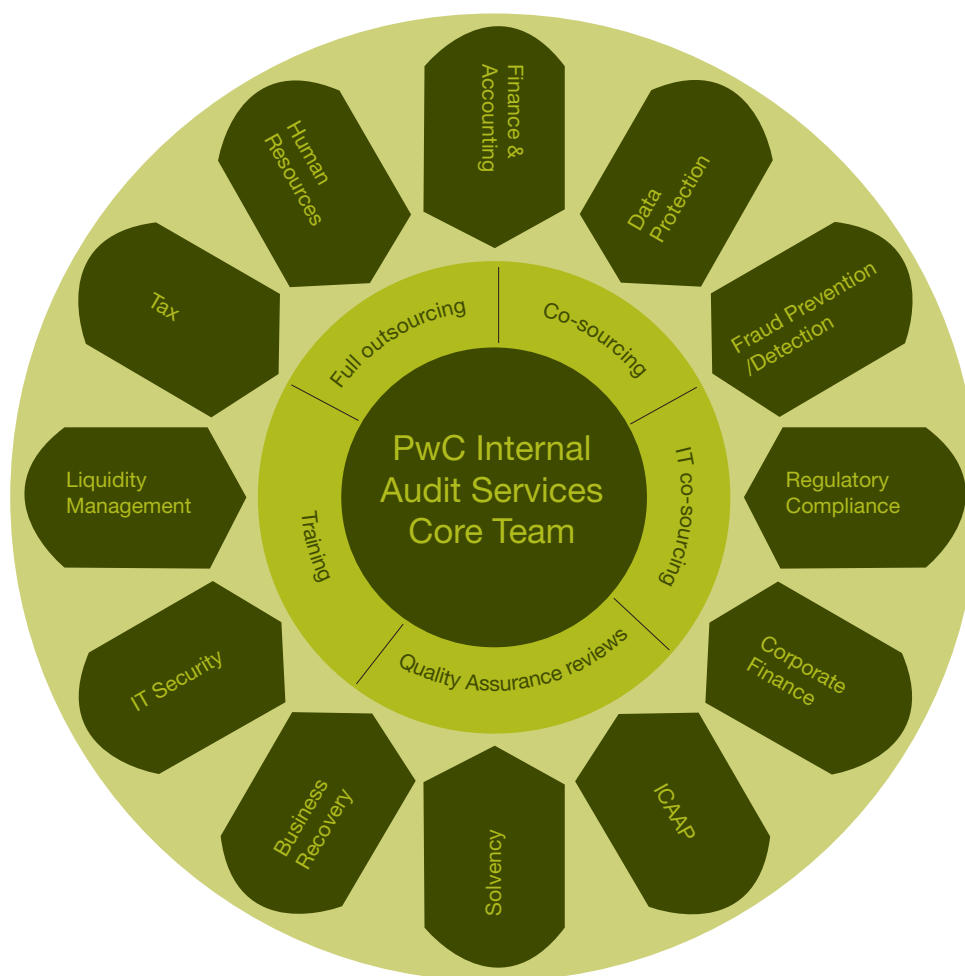 Finance &
Accounting
Data
Protection
Fraud Prevention
/Detection
Regulatory
Compliance
Corporate
Finance
ICAAP
Solvency
Business
Recovery
IT Security
Liquidity
Management
Tax
Human
Resources
Full outsourcing
Co-sourcing
IT co-sourcing
Quality Assurance reviews
Training
PwC Internal
Audit Services
Core Team